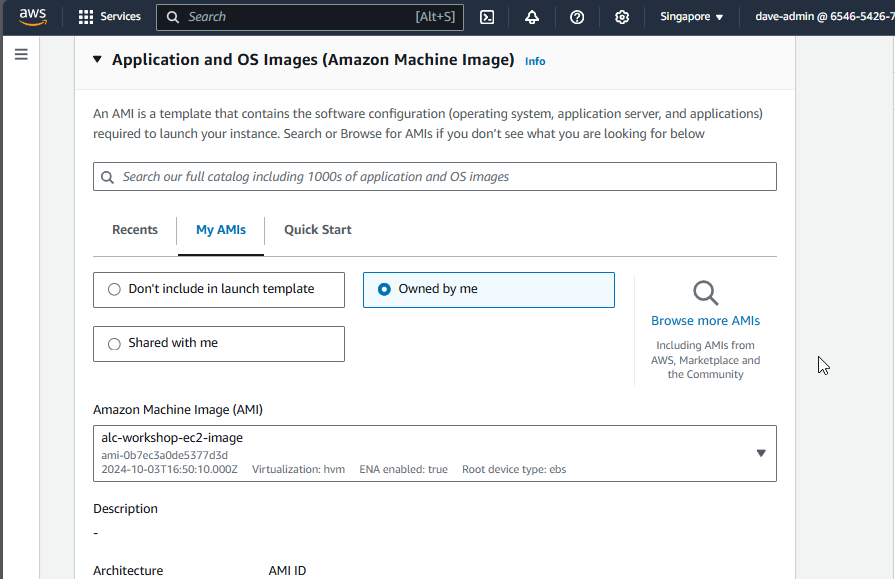 aws Services Search [Alt+S] Singapore dave-admin @ 6546-5426-7
Application and OS Images (Amazon Machine Image) Info
An AMI is a template that contains the software configuration (operating system, application server, and applications)
required to launch your instance. Search or Browse for AMIs if you don’t see what you are looking for below
Search our full catalog including 1000s of application and OS images
Recents My AMIs Quick Start
Don't include in launch template Owned by me
Shared with me
Browse more AMIs
Including AMIs from
AWS, Marketplace and
the Community
Amazon Machine Image (AMI)
alc-workshop-ec2-image
ami-0b7ec3a0de5377d3d
2024-10-03T16:50:10.000Z Virtualization: hvm ENA enabled: true Root device type: ebs
Description
-
Architecture AMI ID